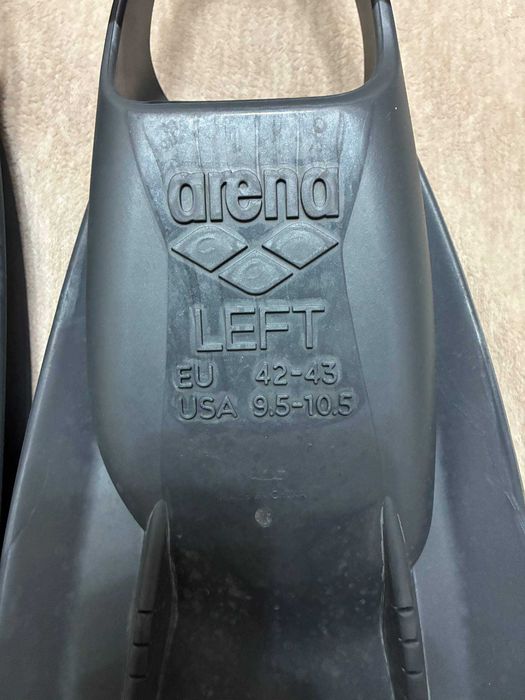 arena
LEFT
EU 42-43
USA 9.5-10.5